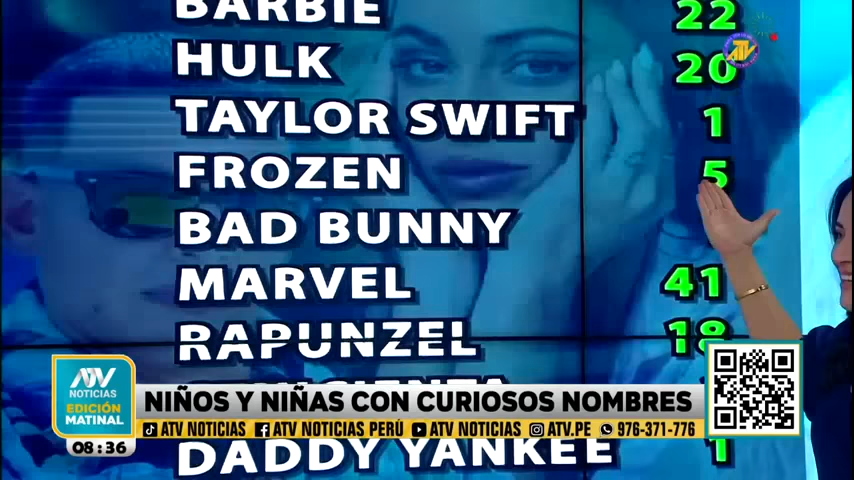 BARBIE 22
HULK 20
TAYLOR SWIFT 1
FROZEN 5
BAD BUNNY
MARVEL 41
RAPUNZEL 18
DADDY YANKEE 1
ATV
ATV
NOTICIAS
EDICIÓN
MATINAL
08:36
NIÑOS Y NIÑAS CON CURIOSOS NOMBRES
ATV NOTICIAS ATV NOTICIAS PERÚ ATV NOTICIAS ATV.PE 976-371-776